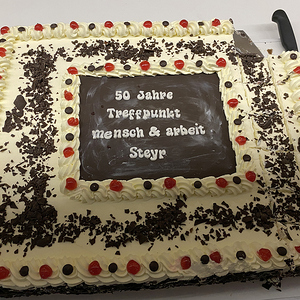 50 Jahre
Treffpunkt
mensch & arbeit
Steyr